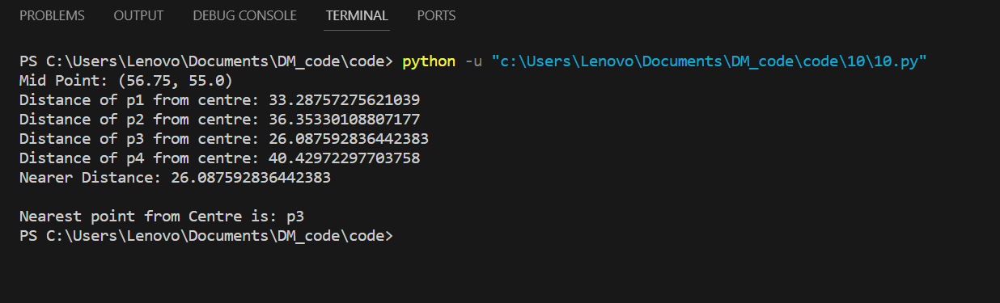 PROBLEMS OUTPUT DEBUG CONSOLE TERMINAL PORTS
PS C:\Users\Lenovo\Documents\DM_code\code> python -u "c:\Users\Lenovo\Documents\DM_code\code\10\10.py"
Mid Point: (56.75, 55.0)
Distance of p1 from centre: 33.28757275621039
Distance of p2 from centre: 36.35330108807177
Distance of p3 from centre: 26.087592836442383
Distance of p4 from centre: 40.42972297703758
Nearer Distance: 26.087592836442383
Nearest point from Centre is: p3
PS C:\Users\Lenovo\Documents\DM_code\code>